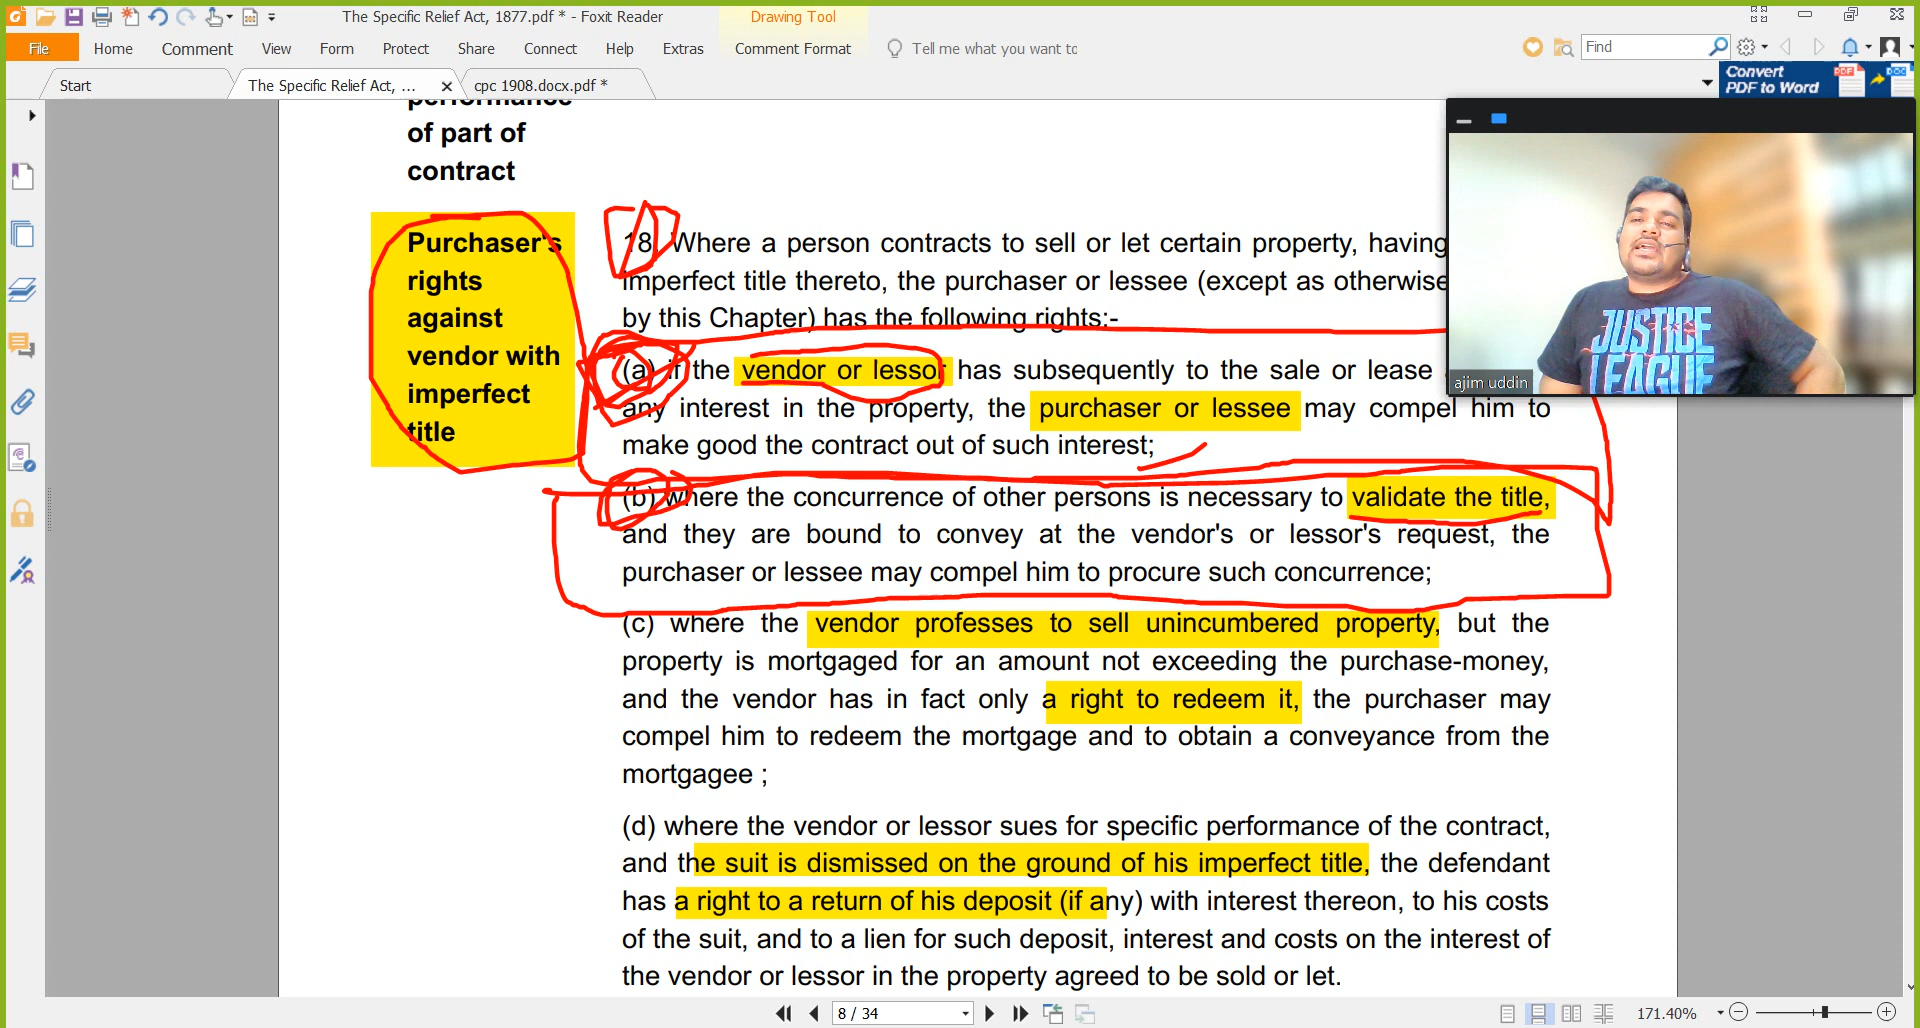 The Specific Relief Act, 1877.pdf * - Foxit Reader
Drawing Tool
File Home Comment View Form Protect Share Connect Help Extras Comment Format Tell me what you want to
Find
Start
The Specific Relief Act, ...
cpc 1908.docx.pdf *
Convert
PDF to Word
performance
of part of
contract
Purchaser's
rights
against
vendor with
imperfect
title
18. Where a person contracts to sell or let certain property, having
imperfect title thereto, the purchaser or lessee (except as otherwise
by this Chapter) has the following rights:-
(a) if the vendor or lessor has subsequently to the sale or lease
any interest in the property, the purchaser or lessee may compel him to
make good the contract out of such interest;
(b) where the concurrence of other persons is necessary to validate the title,
and they are bound to convey at the vendor's or lessor's request, the
purchaser or lessee may compel him to procure such concurrence;
(c) where the vendor professes to sell unincumbered property, but the
property is mortgaged for an amount not exceeding the purchase-money,
and the vendor has in fact only a right to redeem it, the purchaser may
compel him to redeem the mortgage and to obtain a conveyance from the
mortgagee ;
(d) where the vendor or lessor sues for specific performance of the contract,
and the suit is dismissed on the ground of his imperfect title, the defendant
has a right to a return of his deposit (if any) with interest thereon, to his costs
of the suit, and to a lien for such deposit, interest and costs on the interest of
the vendor or lessor in the property agreed to be sold or let.
JUSTICE
LEAGUE
ajim uddin
8 / 34
171.40%